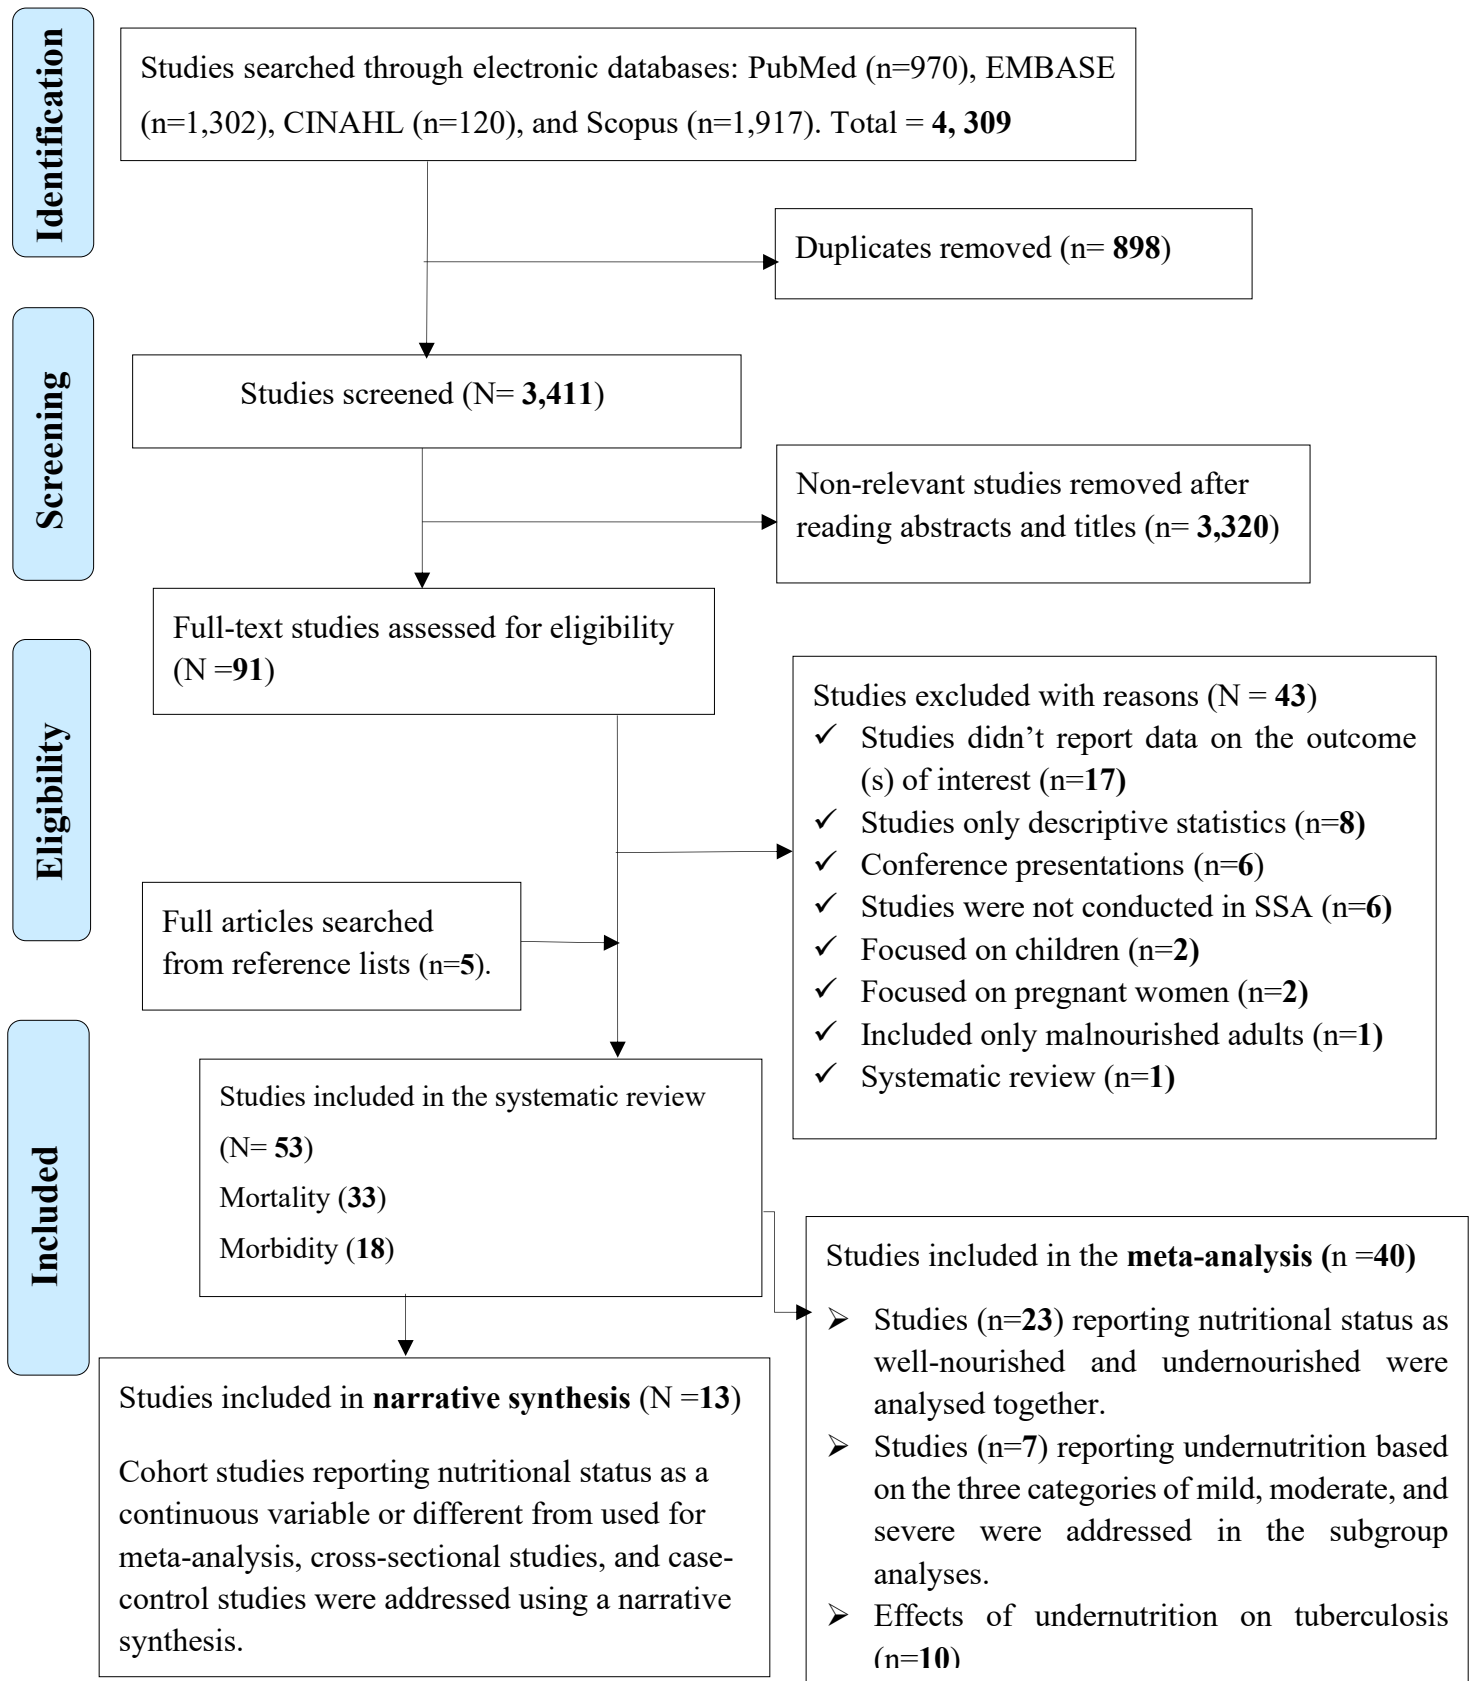 Identification
Studies searched through electronic databases: PubMed (n=970), EMBASE
(n=1,302), CINAHL (n=120), and Scopus (n=1,917). Total = 4, 309
Duplicates removed (n= 898)
Screening
Studies screened (N= 3,411)
Non-relevant studies removed after
reading abstracts and titles (n= 3,320)
Eligibility
Full-text studies assessed for eligibility
(N =91)
Studies excluded with reasons (N = 43)
✓ Studies didn’t report data on the outcome
(s) of interest (n=17)
✓ Studies only descriptive statistics (n=8)
✓ Conference presentations (n=6)
✓ Studies were not conducted in SSA (n=6)
✓ Focused on children (n=2)
✓ Focused on pregnant women (n=2)
✓ Included only malnourished adults (n=1)
✓ Systematic review (n=1)
Full articles searched
from reference lists (n=5).
Included
Studies included in the systematic review
(N= 53)
Mortality (33)
Morbidity (18)
Studies included in the meta-analysis (n =40)
➢ Studies (n=23) reporting nutritional status as
well-nourished and undernourished were
analysed together.
➢ Studies (n=7) reporting undernutrition based
on the three categories of mild, moderate, and
severe were addressed in the subgroup
analyses.
➢ Effects of undernutrition on tuberculosis
(n=10)
Studies included in narrative synthesis (N =13)
Cohort studies reporting nutritional status as a
continuous variable or different from used for
meta-analysis, cross-sectional studies, and case-
control studies were addressed using a narrative
synthesis.